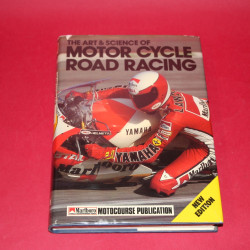 THE ART & SCIENCE OF
MOTOR CYCLE
ROAD RACING
YAMAHA
YAMAHA
Marlboro
Marlboro
MOTOCOURSE PUBLICATION
NEW
EDITION